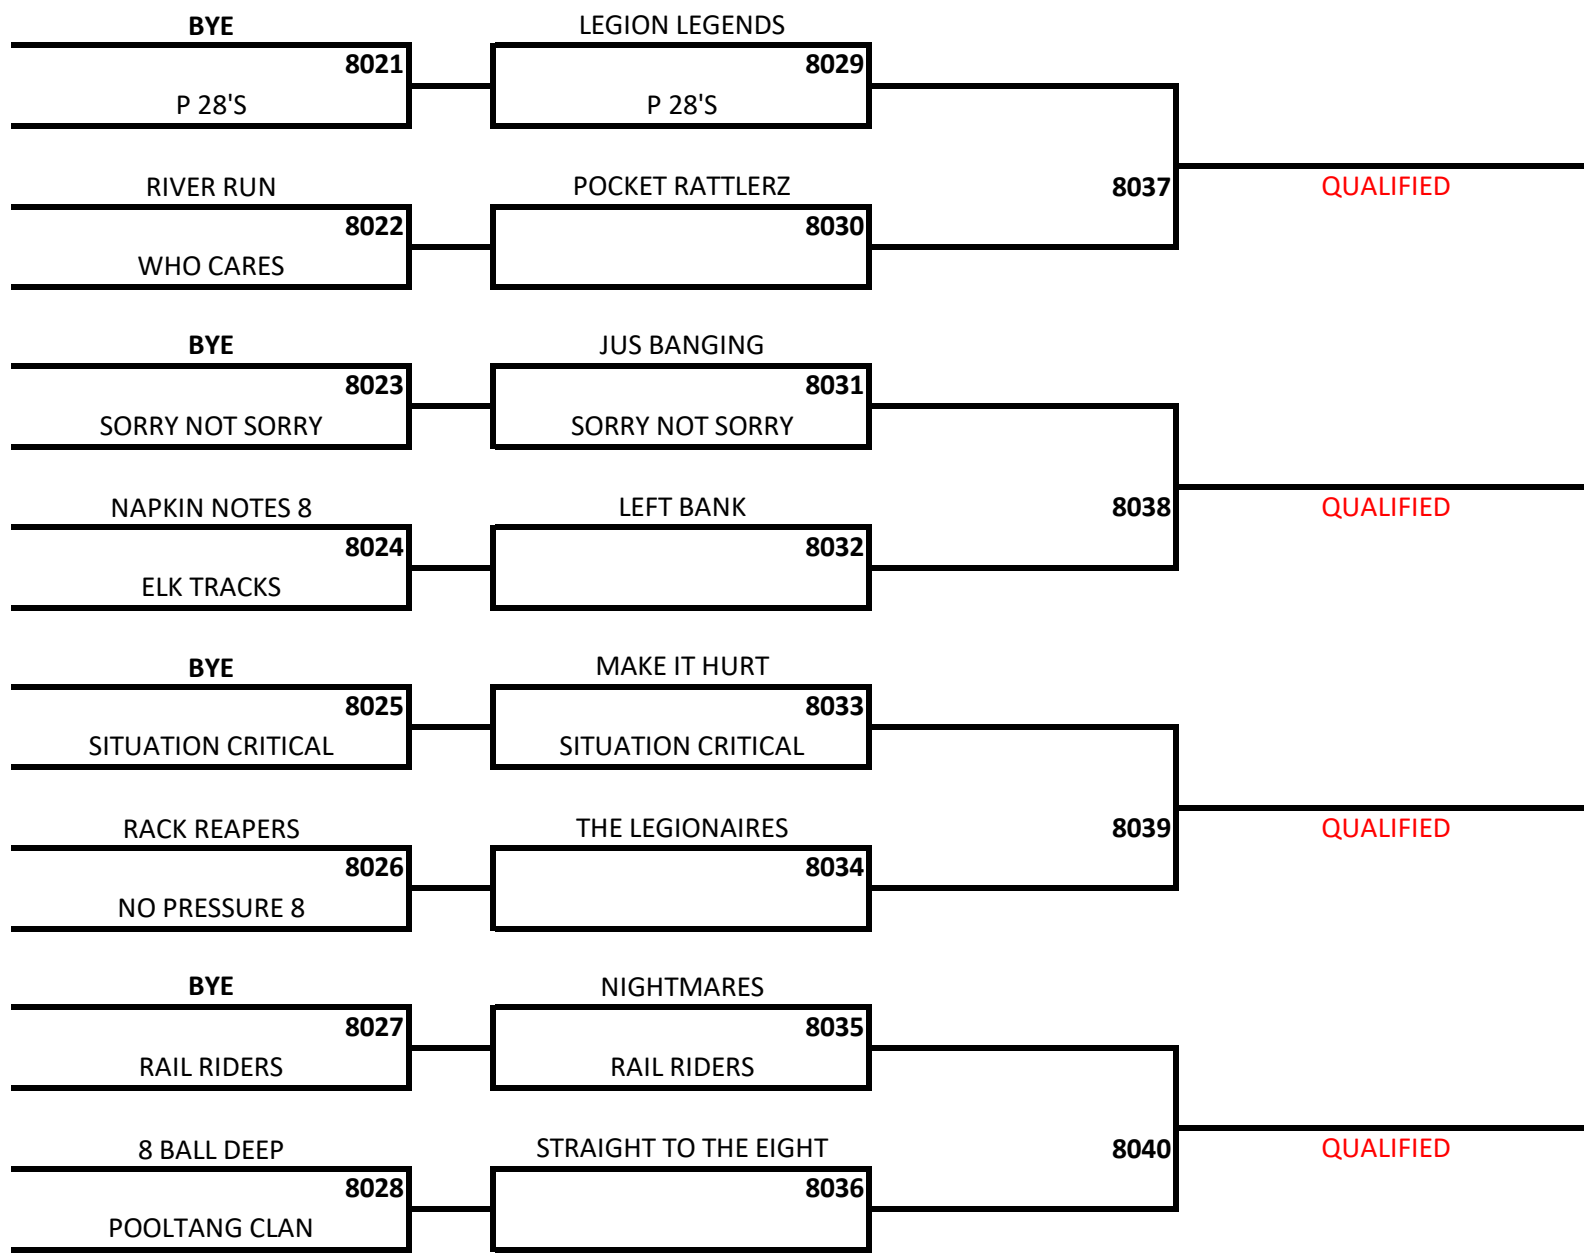 BYE LEGION LEGENDS
8021 8029
P 28'S P 28'S
RIVER RUN POCKET RATTLERZ 8037 QUALIFIED
8022 8030
WHO CARES
BYE JUS BANGING
8023 8031
SORRY NOT SORRY SORRY NOT SORRY
NAPKIN NOTES 8 LEFT BANK 8038 QUALIFIED
8024 8032
ELK TRACKS
BYE MAKE IT HURT
8025 8033
SITUATION CRITICAL SITUATION CRITICAL
RACK REAPERS THE LEGIONAIRES 8039 QUALIFIED
8026 8034
NO PRESSURE 8
BYE NIGHTMARES
8027 8035
RAIL RIDERS RAIL RIDERS
8 BALL DEEP STRAIGHT TO THE EIGHT 8040 QUALIFIED
8028 8036
POOLTANG CLAN